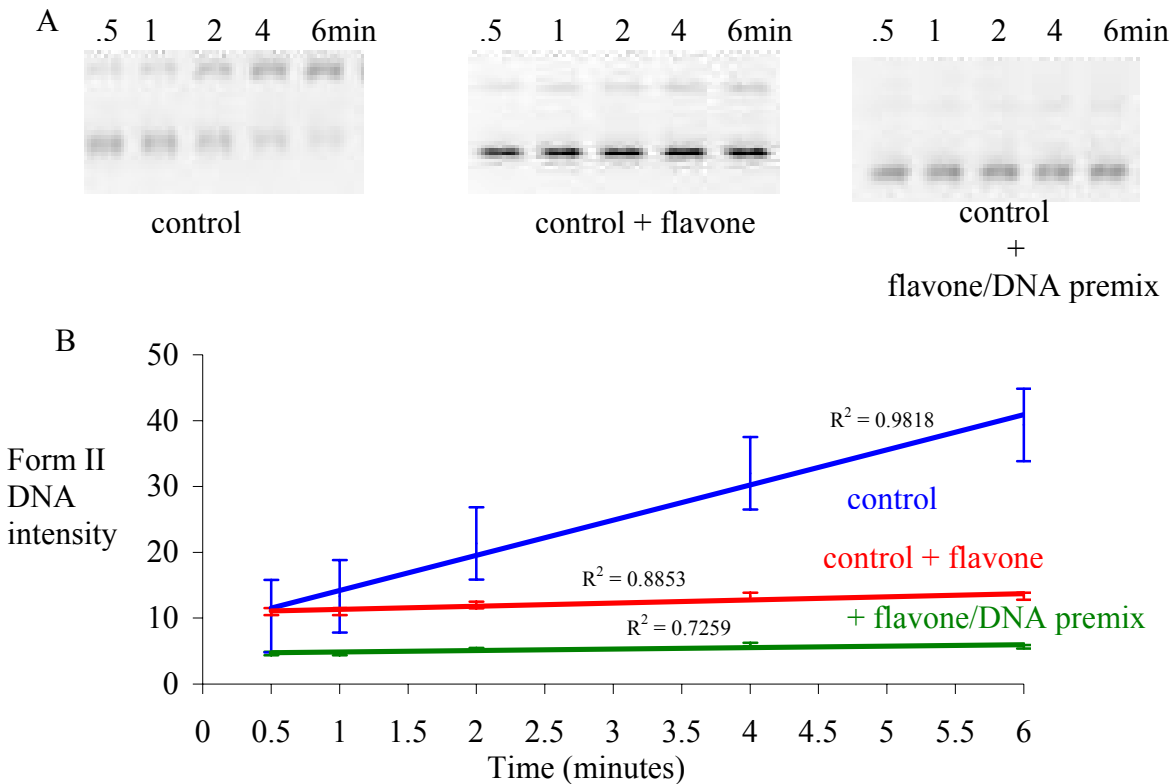 A
.5 1 2 4 6min
.5 1 2 4 6min
.5 1 2 4 6min
control
control + flavone
control
+
flavone/DNA premix
B
50
40
30
20
10
0
Form II
DNA
intensity
R² = 0.9818
control
control + flavone
R² = 0.8853
+ flavone/DNA premix
R² = 0.7259
0 0.5 1 1.5 2 2.5 3 3.5 4 4.5 5 5.5 6
Time (minutes)